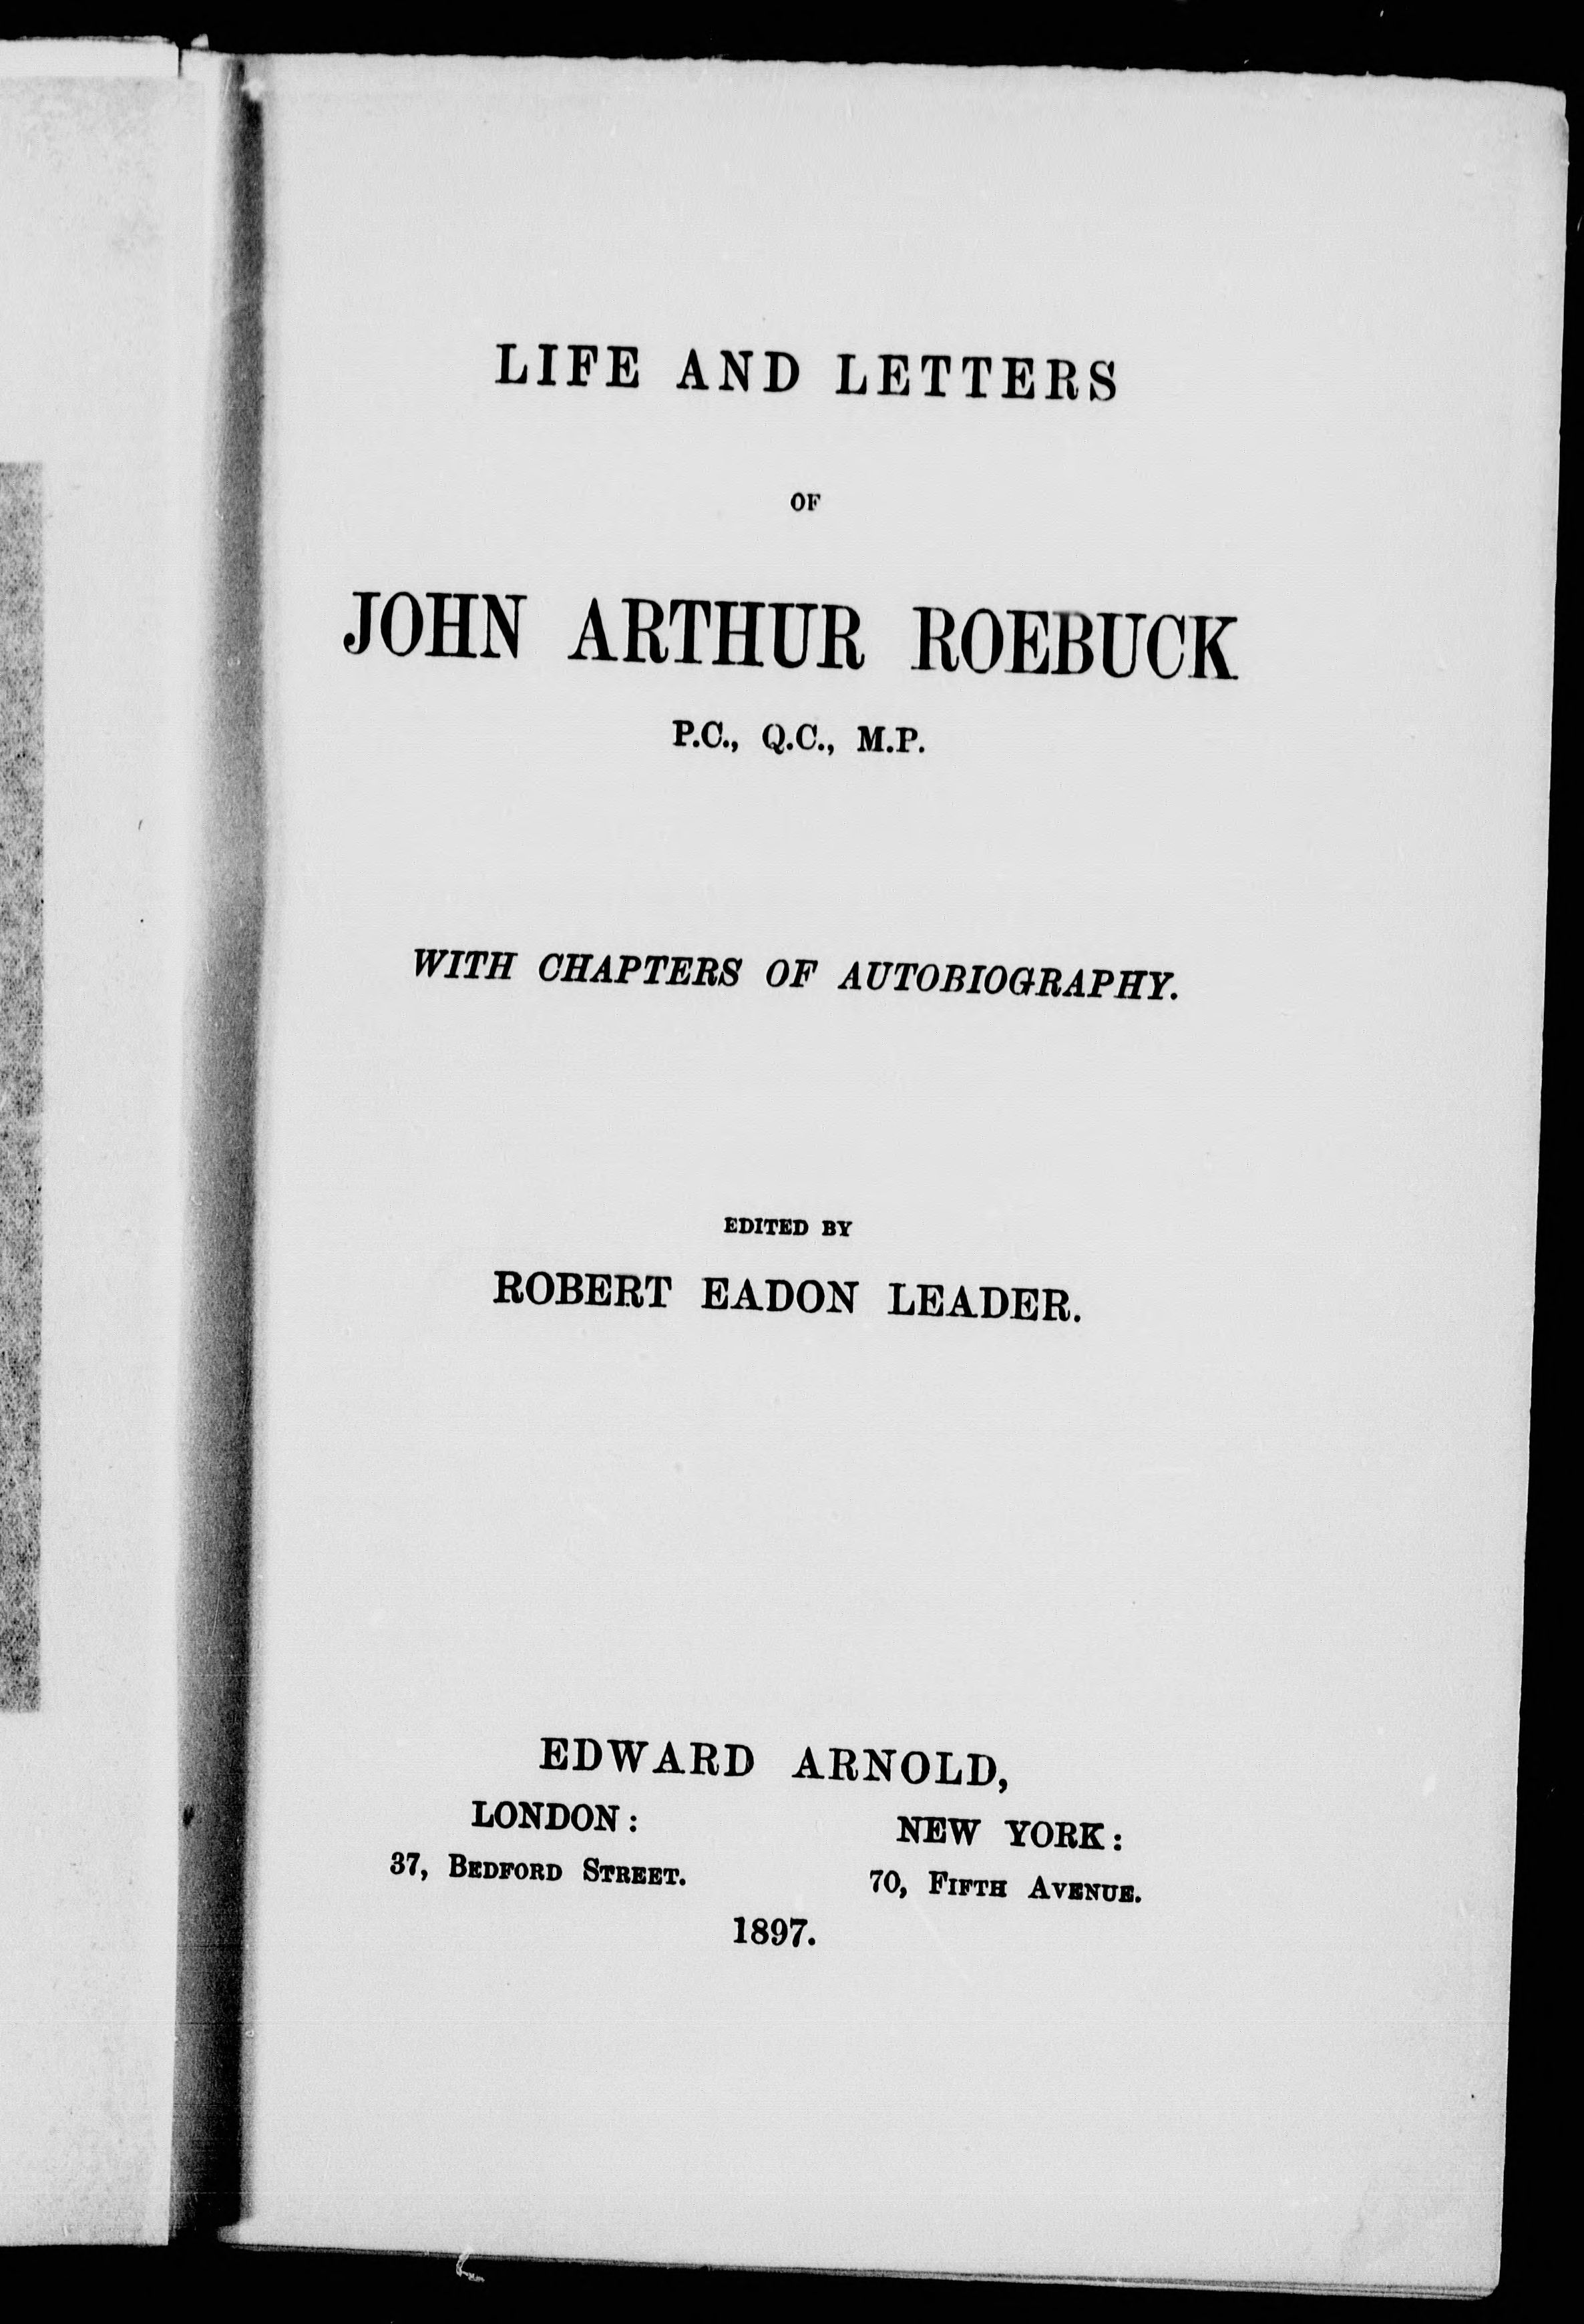 LIFE AND LETTERS
OF
JOHN ARTHUR ROEBUCK
P.C., Q.C., M.P.
WITH CHAPTERS OF AUTOBIOGRAPHY.
EDITED BY
ROBERT EADON LEADER.
EDWARD ARNOLD,
LONDON: NEW YORK:
37, BEDFORD STREET. 70, FIFTH AVENUE.
1897.